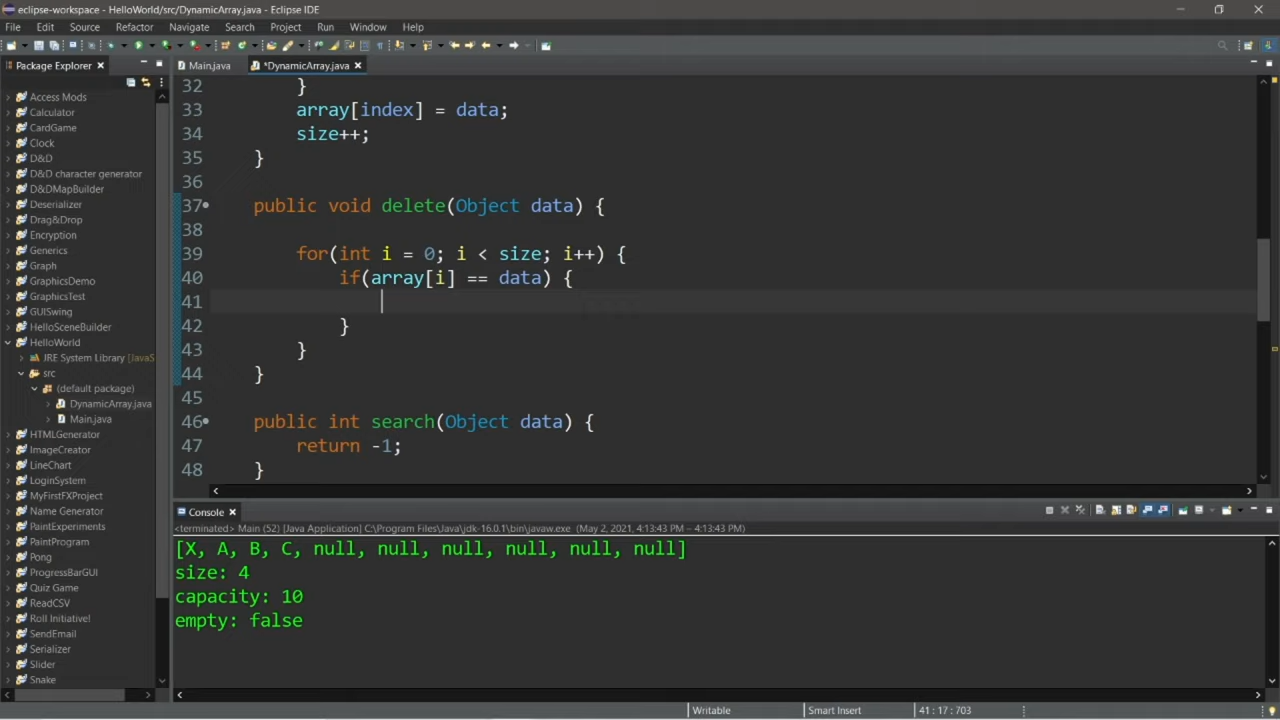 eclipse-workspace - HelloWorld/src/DynamicArray.java - Eclipse IDE
File Edit Source Refactor Navigate Search Project Run Window Help
Package Explorer
Main.java *DynamicArray.java
Access Mods
Calculator
CardGame
Clock
D&D
D&D character generator
D&DMapBuilder
Deserializer
Drag&Drop
Encryption
Generics
Graph
GraphicsDemo
GraphicsTest
GUISwing
HelloSceneBuilder
HelloWorld
JRE System Library [JavaS
src
(default package)
DynamicArray.java
Main.java
HTMLGenerator
ImageCreator
LineChart
LoginSystem
MyFirstFXProject
Name Generator
PaintExperiments
PaintProgram
Pong
ProgressBarGUI
Quiz Game
ReadCSV
Roll Initiative!
SendEmail
Serializer
Slider
Snake
32 }
33 array[index] = data;
34 size++;
35 }
36
37 public void delete(Object data) {
38
39 for(int i = 0; i < size; i++) {
40 if(array[i] == data) {
41
42 }
43 }
44 }
45
46 public int search(Object data) {
47 return -1;
48 }
Console
<terminated> Main (52) [Java Application] C:\Program Files\Java\jdk-16.0.1\bin\javaw.exe (May 2, 2021, 4:13:43 PM – 4:13:43 PM)
[X, A, B, C, null, null, null, null, null, null]
size: 4
capacity: 10
empty: false
Writable Smart Insert 41 : 17 : 703